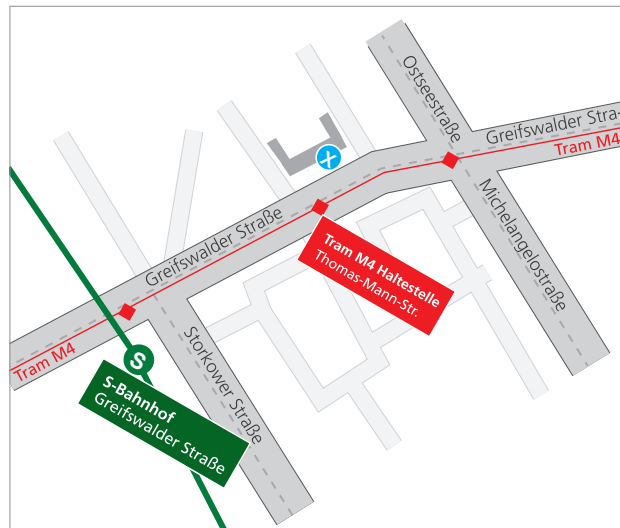 Ostseestraße
Greifswalder Stra-
Tram M4
Michelangelostraße
X
Greifswalder Straße
Tram M4 Haltestelle
Thomas-Mann-Str.
Tram M4
S
Storkower Straße
S-Bahnhof
Greifswalder Straße